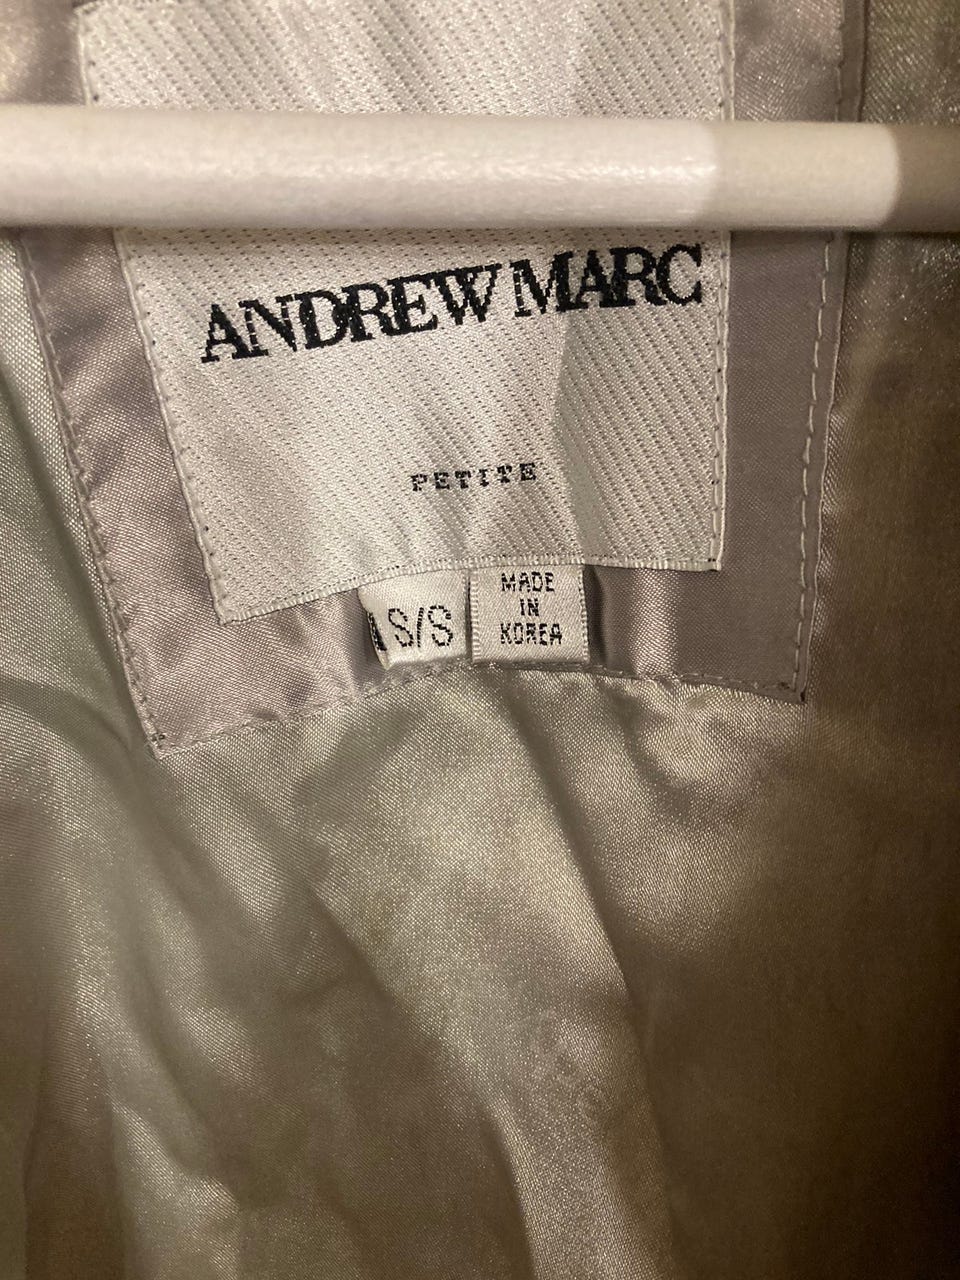 ANDREW MARC
PETITE
S/S
MADE
IN
KOREA